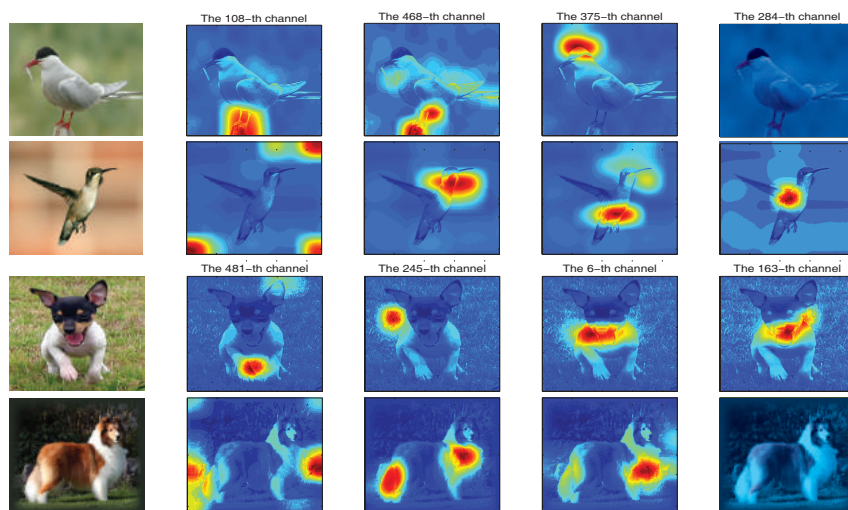 The 108-th channel
The 468-th channel
The 375-th channel
The 284-th channel
The 481-th channel
The 245-th channel
The 6-th channel
The 163-th channel